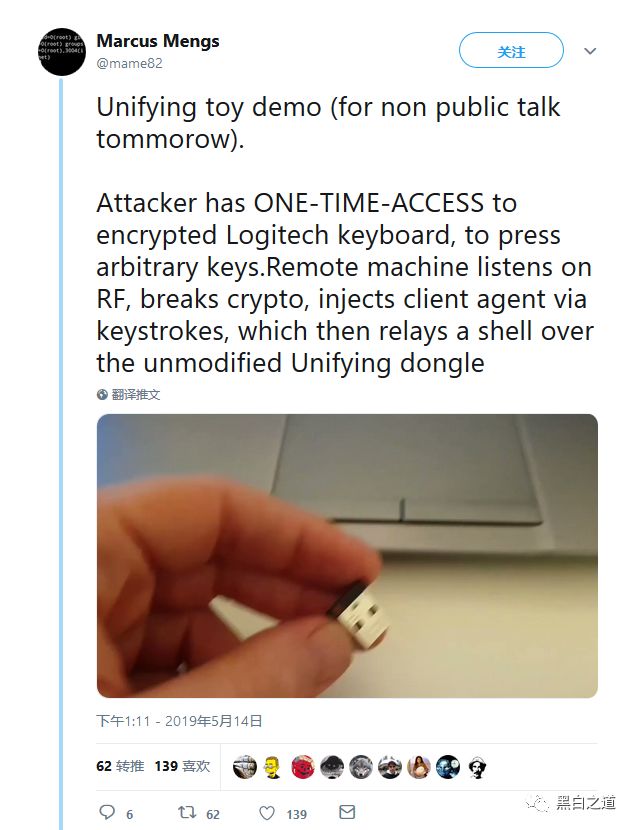 Marcus Mengs
@mame82
关注
Unifying toy demo (for non public talk
tommorow).
Attacker has ONE-TIME-ACCESS to
encrypted Logitech keyboard, to press
arbitrary keys.Remote machine listens on
RF, breaks crypto, injects client agent via
keystrokes, which then relays a shell over
the unmodified Unifying dongle
翻译推文
下午1:11 - 2019年5月14日
62 转推 139 喜欢
6 62 139
黑白之道